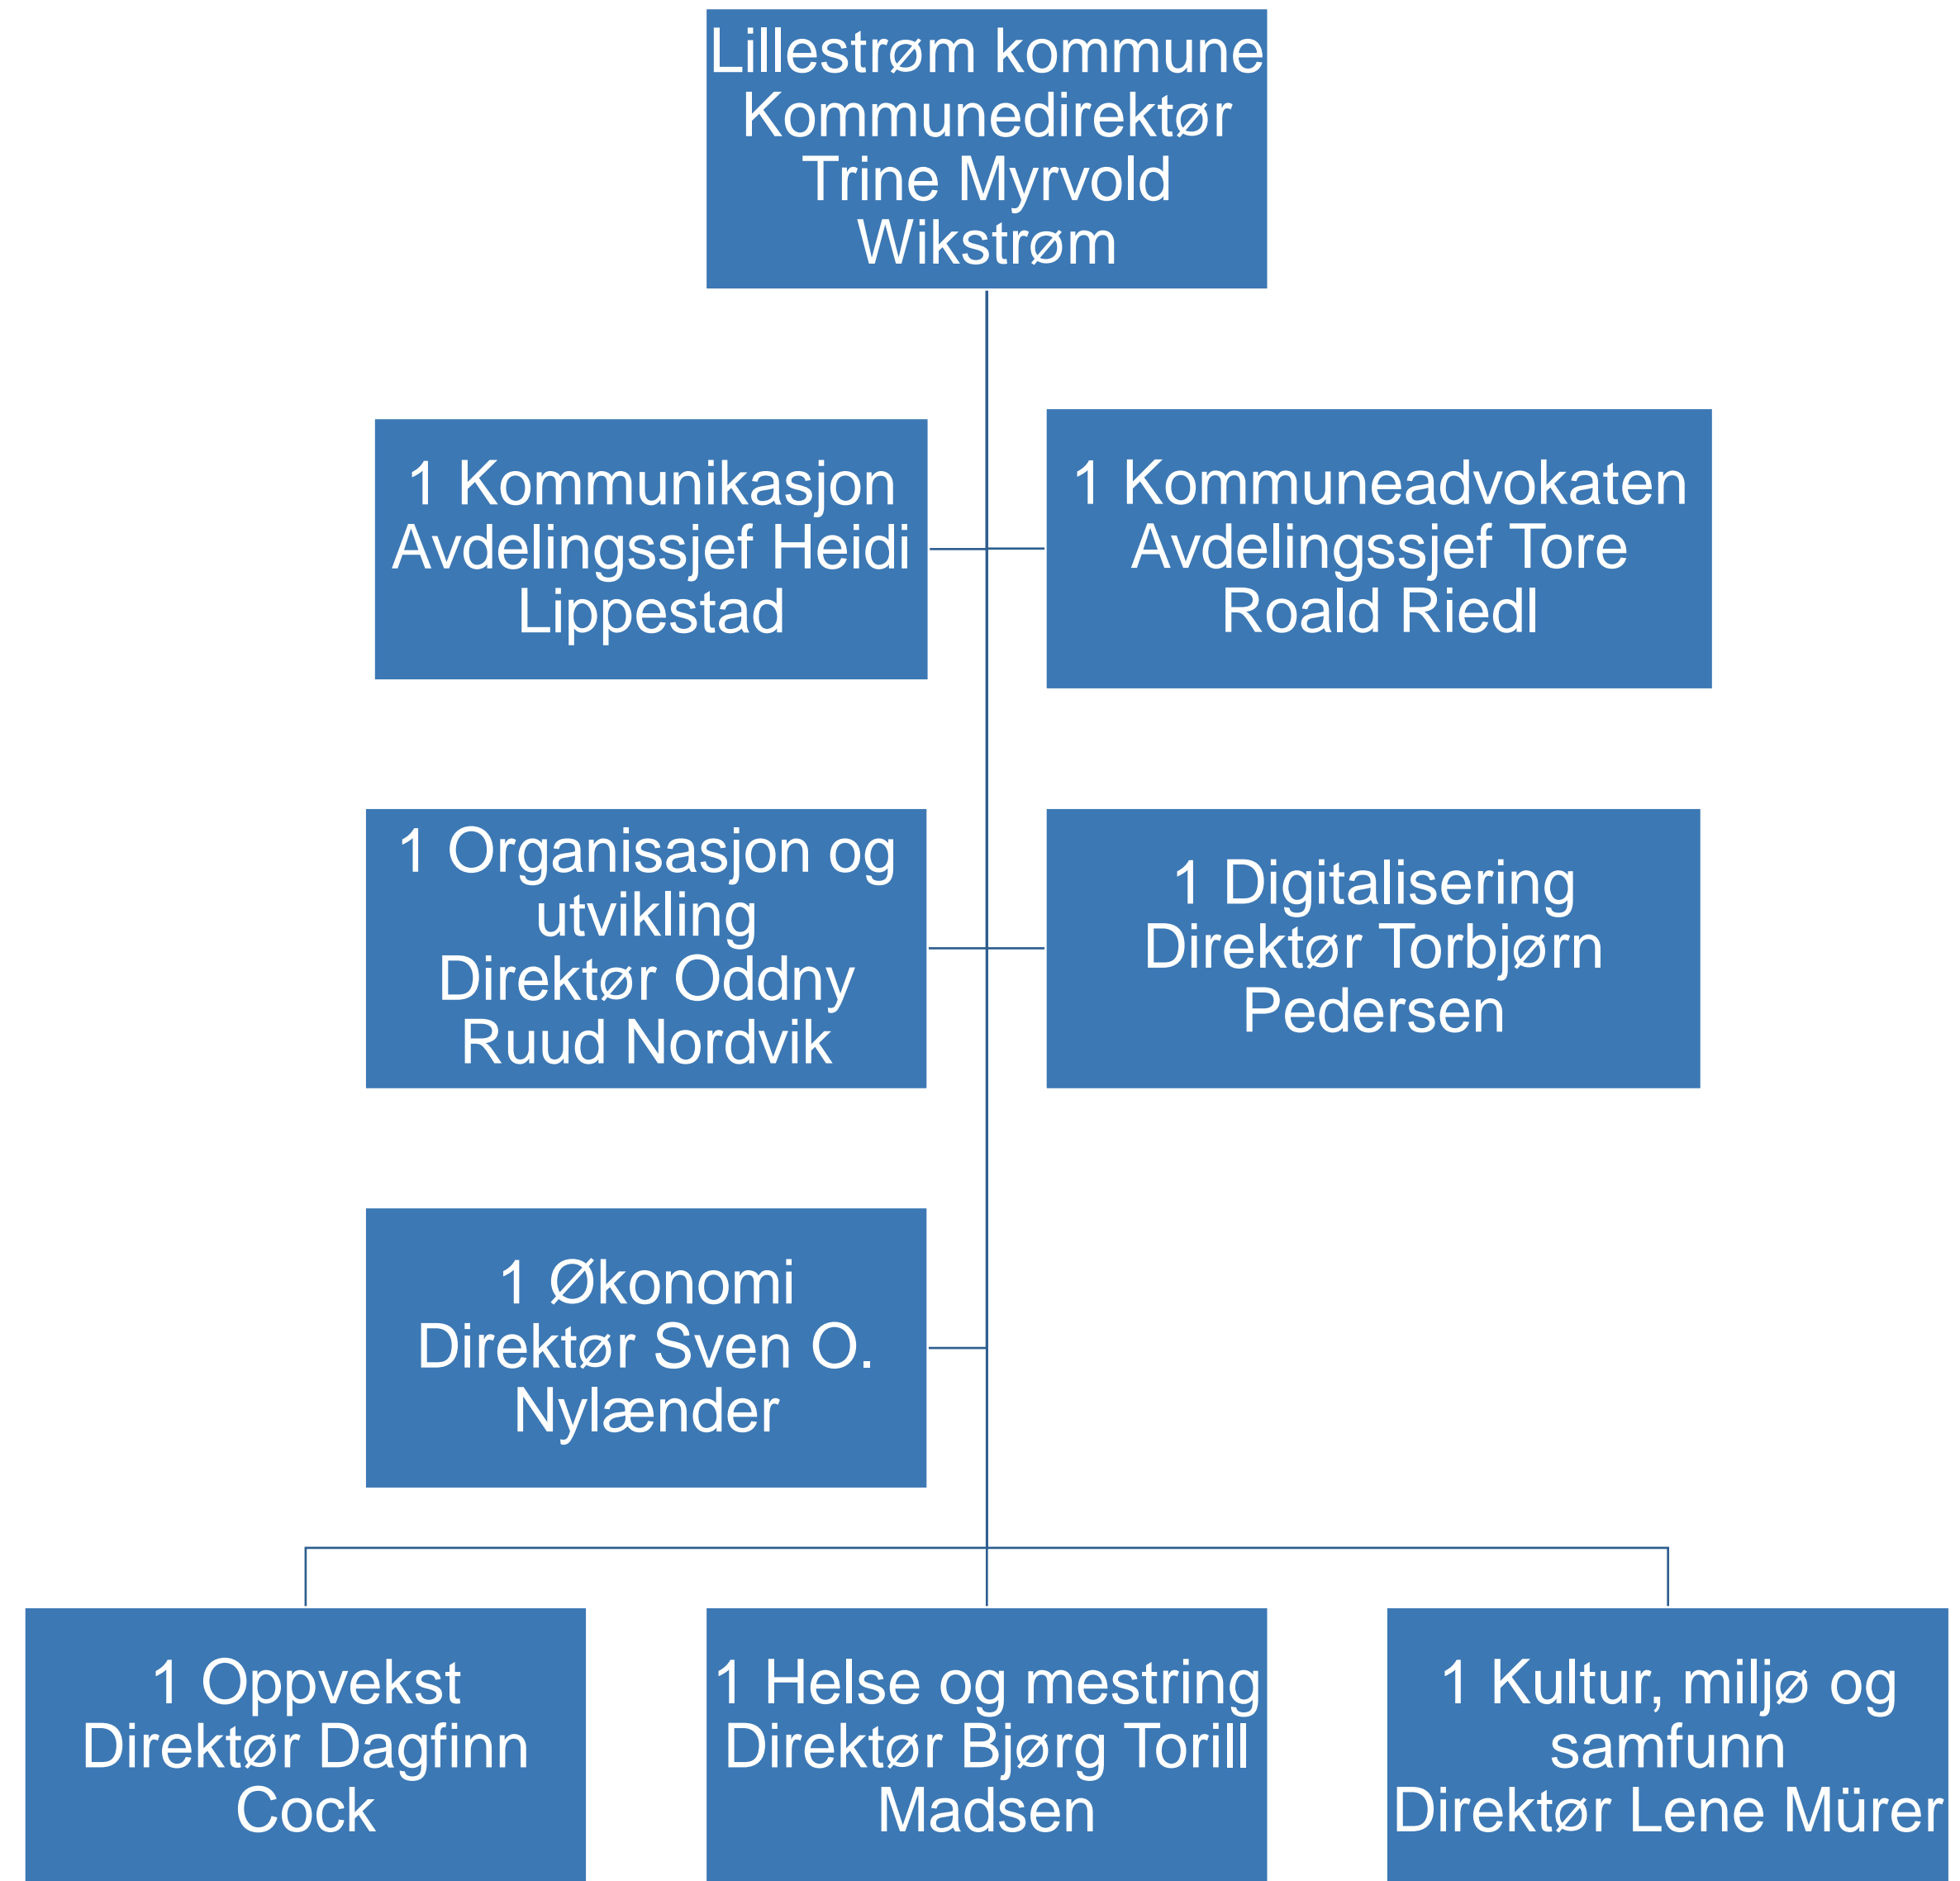 Lillestrøm kommune
Kommunedirektør
Trine Myrvold
Wikstrøm
1 Kommunikasjon
Avdelingssjef Heidi
Lippestad
1 Kommuneadvokaten
Avdelingssjef Tore
Roald Riedl
1 Organisasjon og
utvikling
Direktør Oddny
Ruud Nordvik
1 Digitalisering
Direktør Torbjørn
Pedersen
1 Økonomi
Direktør Sven O.
Nylænder
1 Oppvekst
Direktør Dagfinn
Cock
1 Helse og mestring
Direktør Bjørg Torill
Madsen
1 Kultur, miljø og
samfunn
Direktør Lene Mürer